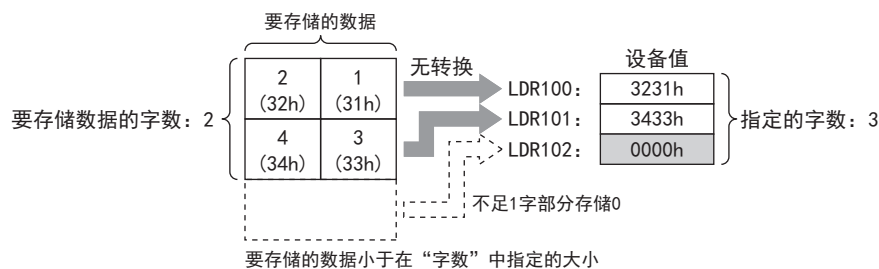 要存储的数据
设备值
无转换
2 1
(32h) (31h)
4 3
(34h) (33h)
要存储数据的字数：2
LDR100：
LDR101：
LDR102：
3231h
3433h
0000h
指定的字数：3
不足1字部分存储0
要存储的数据小于在“字数”中指定的大小